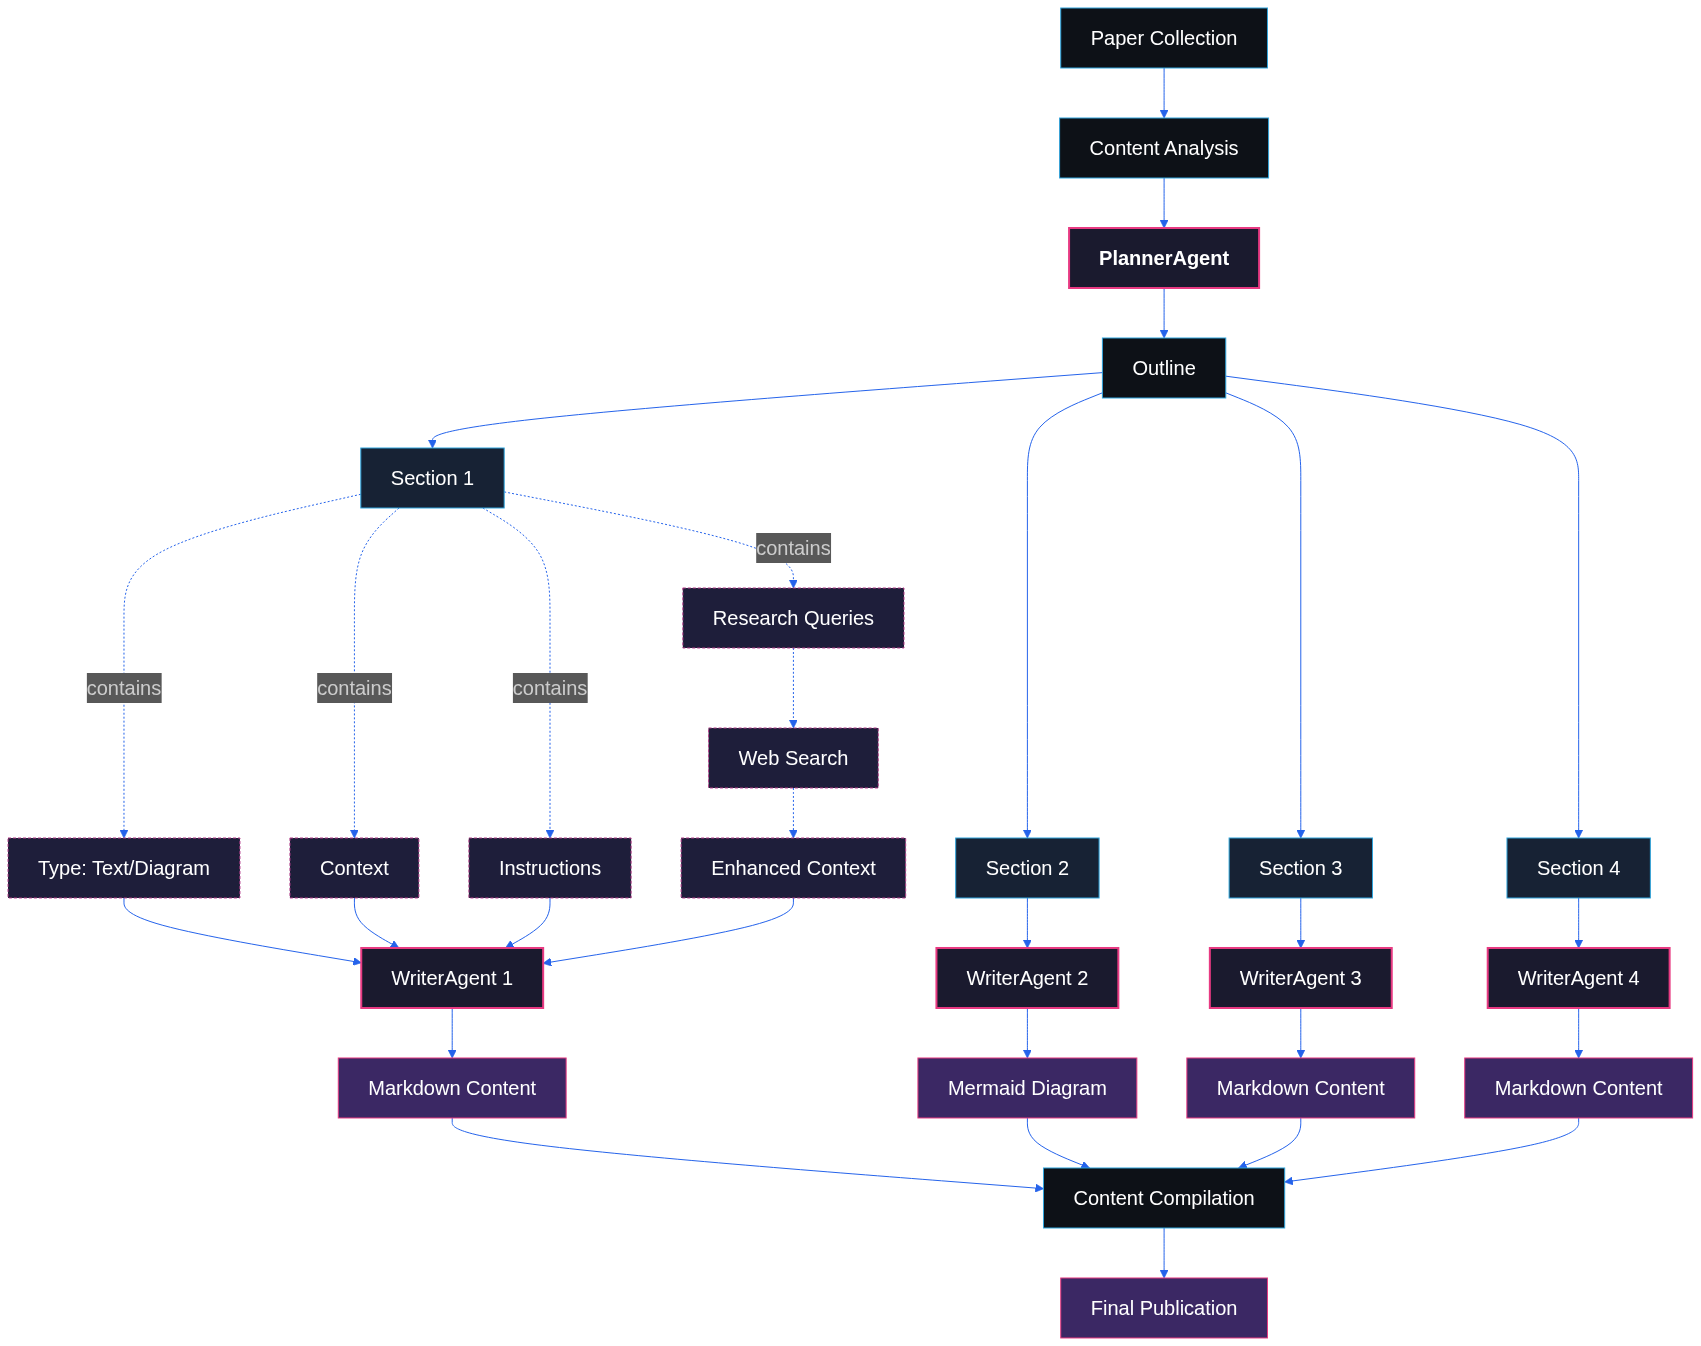 Paper Collection
Content Analysis
PlannerAgent
Outline
Section 1
contains
Research Queries
contains
contains
contains
Web Search
Type: Text/Diagram
Context
Instructions
Enhanced Context
Section 2
Section 3
Section 4
WriterAgent 1
WriterAgent 2
WriterAgent 3
WriterAgent 4
Markdown Content
Mermaid Diagram
Markdown Content
Markdown Content
Content Compilation
Final Publication